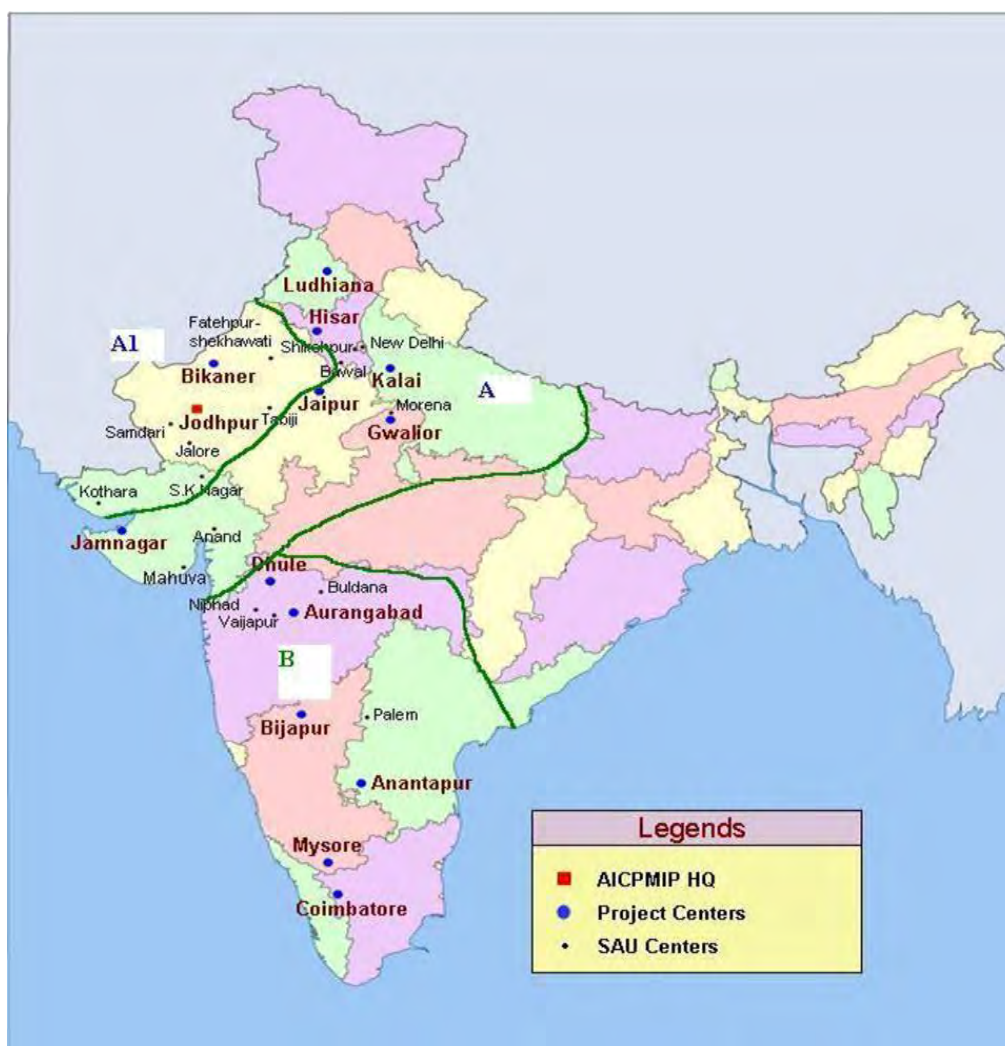 Ludhiana
Hisar
Fatehpur-
shekhawati
A1
Shikohpur
New Delhi
Bawal
Bikaner
Kalai
A
Jaipur
Morena
Jodhpur
Tabiji
Gwalior
Samdari
Jalore
Kothara
S.K.Nagar
Jamnagar
Anand
Mahuva
Dhule
Buldana
Niphad
Vaijapur
Aurangabad
B
Bijapur
Palem
Anantapur
Mysore
Coimbatore
Legends
AICPMIP HQ
Project Centers
SAU Centers